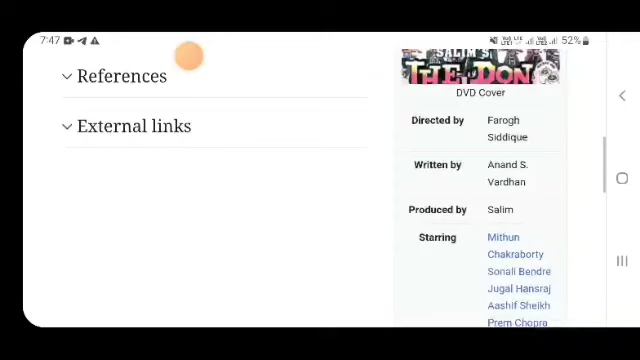 7:47
52%
SALIM'S
THE DON
References
DVD Cover
External links
Directed by
Farogh
Siddique
Written by
Anand S.
Vardhan
Produced by
Salim
Starring
Mithun
Chakraborty
Sonali Bendre
Jugal Hansraj
Aashif Sheikh
Prem Chopra